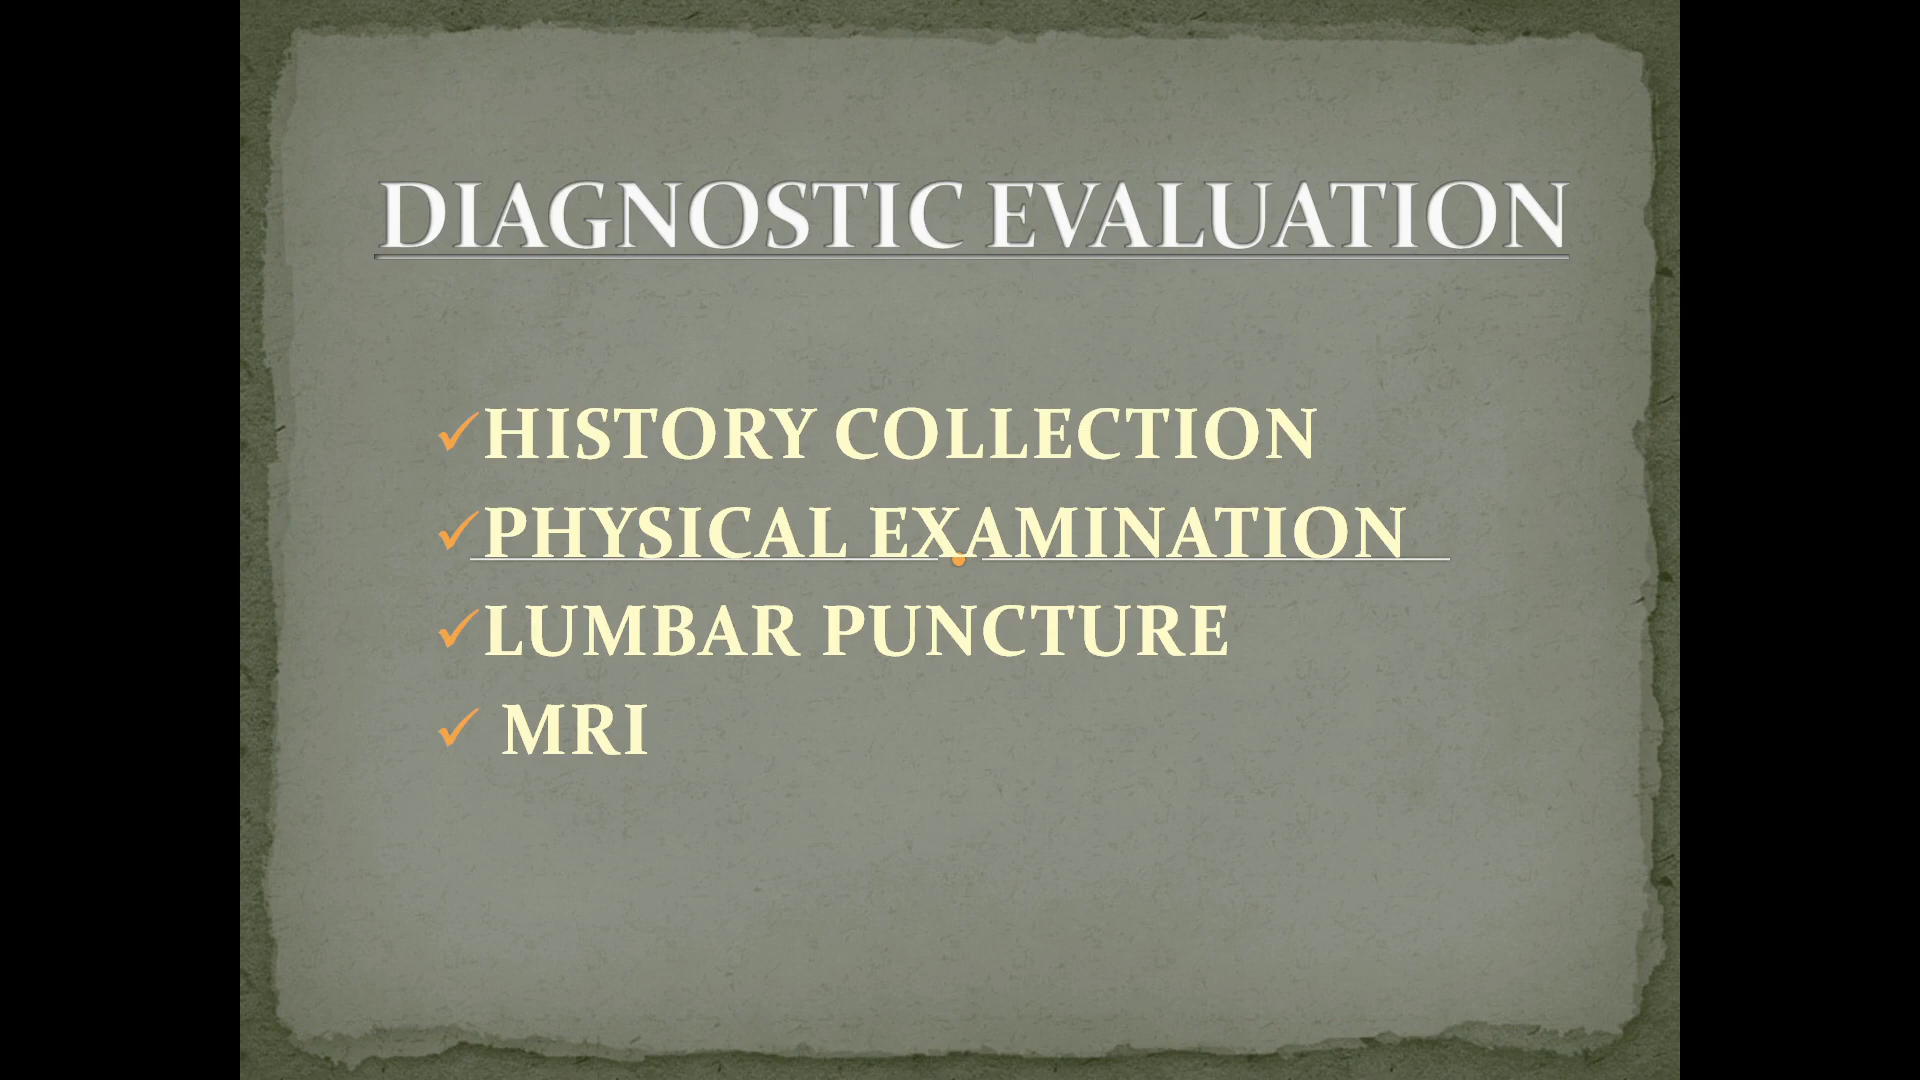 DIAGNOSTIC EVALUATION
✓HISTORY COLLECTION
✓PHYSICAL EXAMINATION
✓LUMBAR PUNCTURE
✓ MRI